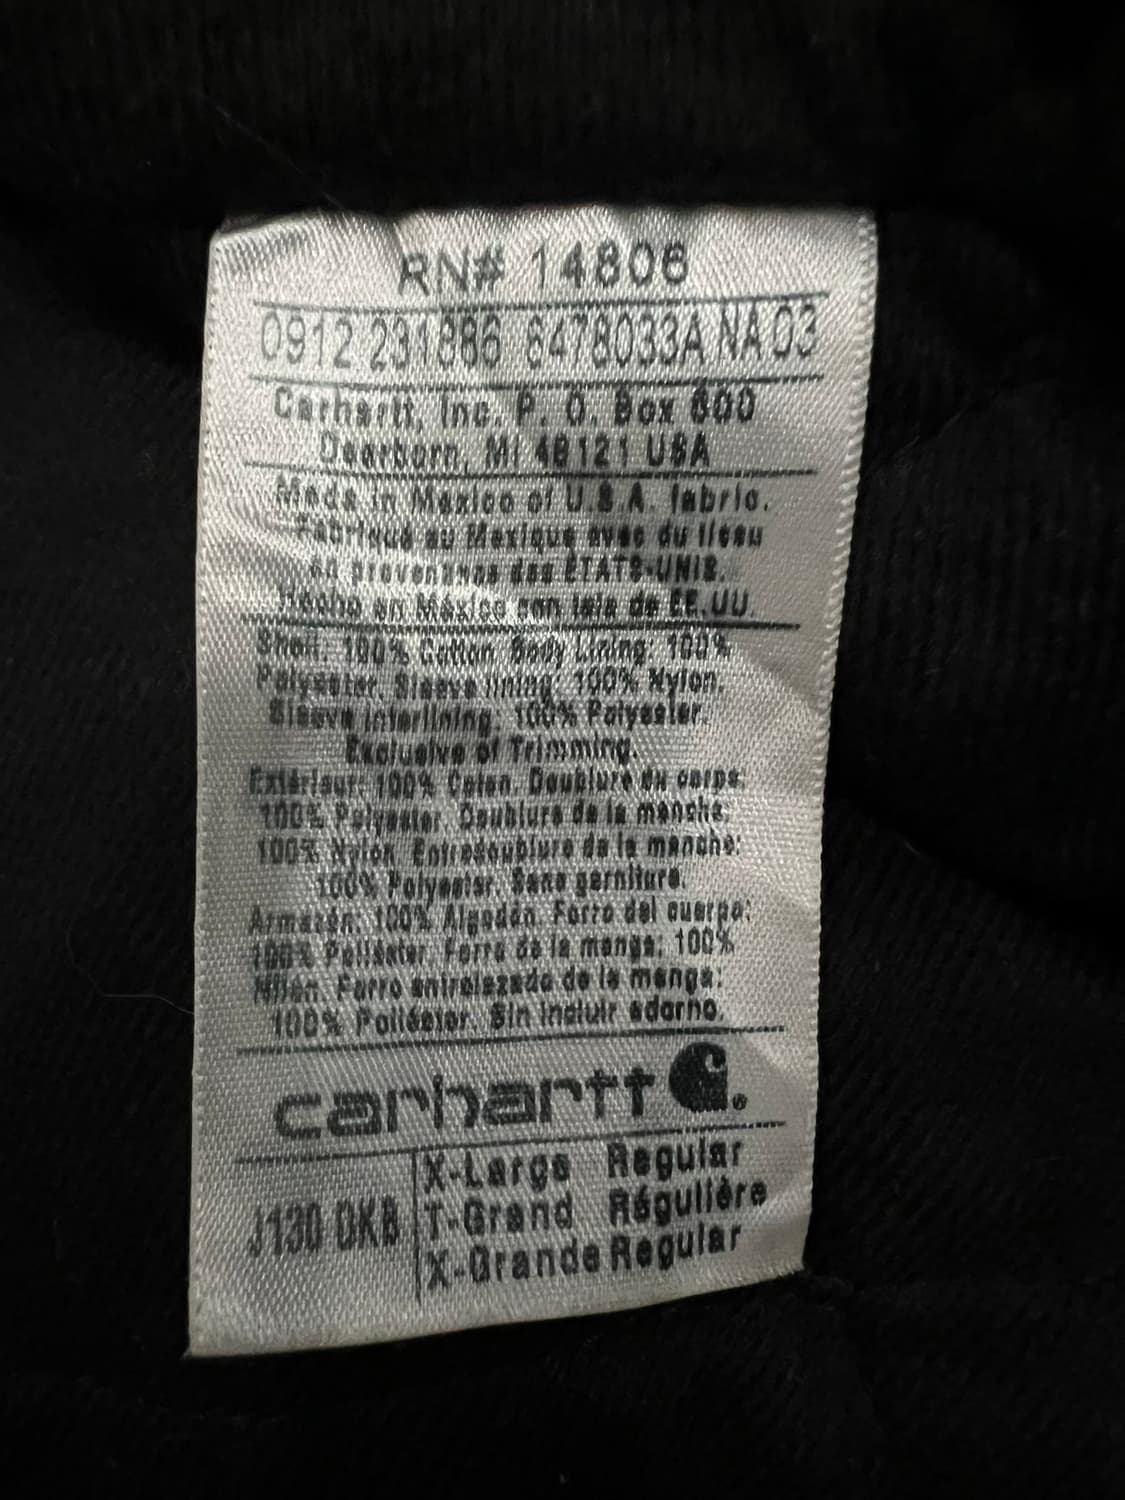 RN# 14806
0912 231886 6478033A NA 03
Carhartt, Inc. P. O. Box 600
Dearborn, MI 48121 USA
Made in Mexico of U.S.A. fabric.
Fabriqué au Mexique avec du tissu
en provenance des ÉTATS-UNIS.
Hecho en México con tela de EE.UU.
Shell: 100% Cotton. Body Lining: 100%
Polyester. Sleeve lining: 100% Nylon.
Sleeve interlining: 100% Polyester.
Exclusive of Trimming.
Extérieur: 100% Coton. Doublure du corps:
100% Polyester. Doublure de la manche:
100% Nylon. Entredoublure de la manche:
100% Polyester. Sans garniture.
Armazón: 100% Algodón. Forro del cuerpo:
100% Poliéster. Forro de la manga: 100%
Nilón. Forro entrelazado de la manga:
100% Poliéster. Sin incluir adorno.
carhartt
J130 DKB
X-Large Regular
T-Grand Régulière
X-Grande Regular